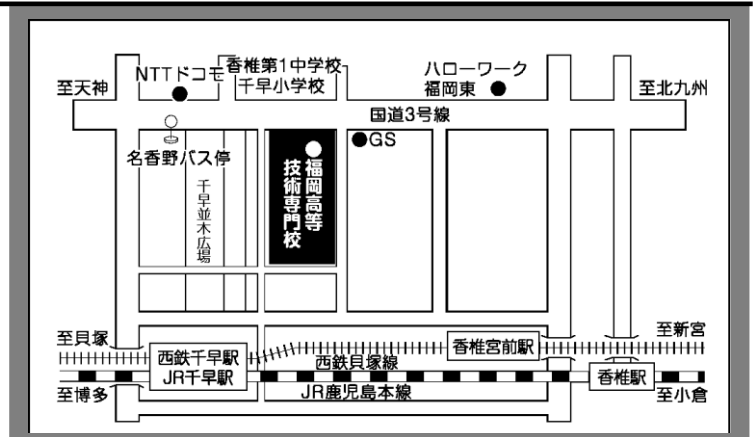 NTTドコモ
香椎第1中学校
千早小学校
ハローワーク
福岡東
至天神
至北九州
国道3号線
GS
名香野バス停
福岡高等
技術専門校
千早並木広場
至貝塚
至新宮
香椎宮前駅
西鉄千早駅
JR千早駅
西鉄貝塚線
香椎駅
至博多
JR鹿児島本線
至小倉